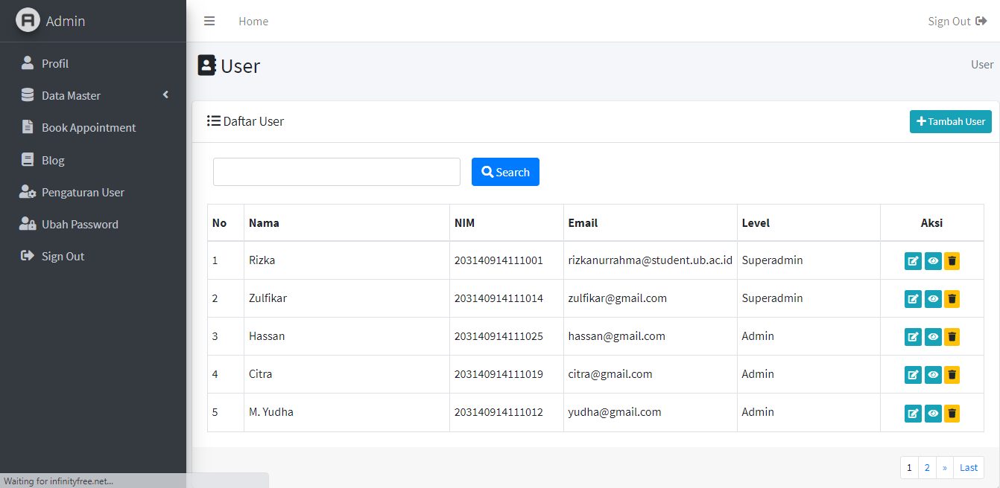 Admin
Home
Sign Out
Profil
Data Master
Book Appointment
Blog
Pengaturan User
Ubah Password
Sign Out
User
User
Daftar User
Tambah User
Search
No Nama NIM Email Level Aksi
1 Rizka 203140914111001 rizkanurrahma@student.ub.ac.id Superadmin
2 Zulfikar 203140914111014 zulfikar@gmail.com Superadmin
3 Hassan 203140914111025 hassan@gmail.com Admin
4 Citra 203140914111019 citra@gmail.com Admin
5 M. Yudha 203140914111012 yudha@gmail.com Admin
1 2 » Last
Waiting for infinityfree.net...